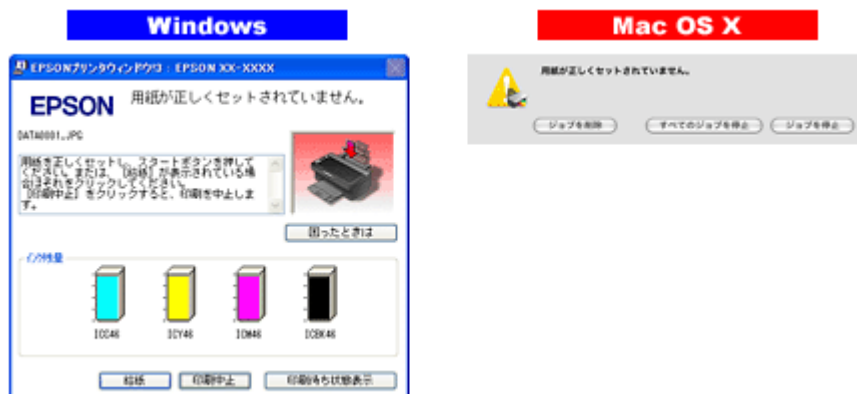 Windows
Mac OS X
EPSONプリンタウィンドウ!3 : EPSON XX-XXXX
EPSON
用紙が正しくセットされていません。
DATA0001.JPG
用紙を正しくセットし、スタートボタンを押して
ください。または、[給紙]が表示されている場
合はそれをクリックしてください。
[印刷中止]をクリックすると、印刷を中止しま
す。
困ったときは
インク残量
ICC46
ICY46
ICM46
ICBK46
給紙
印刷中止
印刷待ち状態表示
用紙が正しくセットされていません。
ジョブを削除
すべてのジョブを停止
ジョブを停止